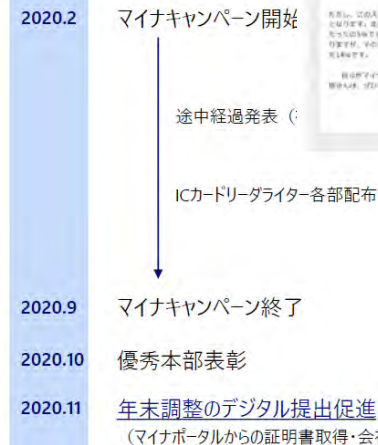 2020.2 マイナキャンペーン開始
途中経過発表（
ICカードリーダライター各部配布
2020.9 マイナキャンペーン終了
2020.10 優秀本部表彰
2020.11 年末調整のデジタル提出促進
（マイナポータルからの証明書取得・会